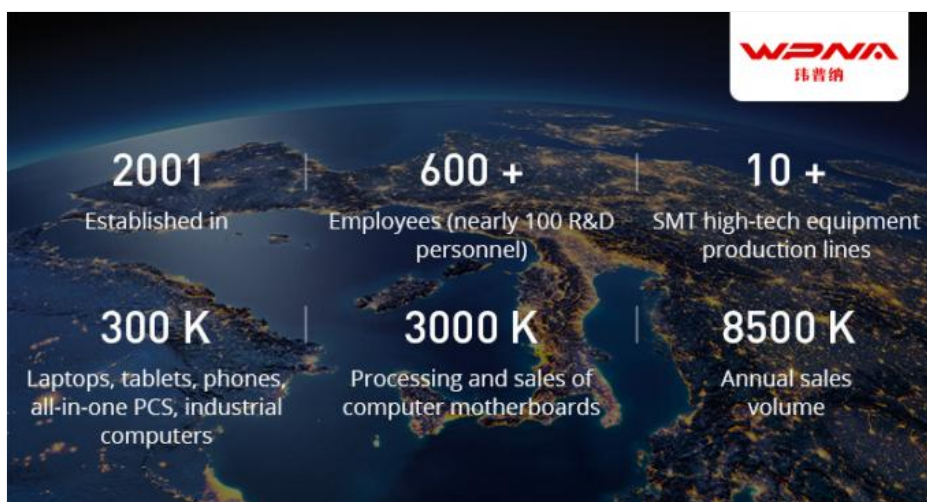 WPNA
玮普纳
2001
Established in
600 +
Employees (nearly 100 R&D
personnel)
10 +
SMT high-tech equipment
production lines
300 K
Laptops, tablets, phones,
all-in-one PCS, industrial
computers
3000 K
Processing and sales of
computer motherboards
8500 K
Annual sales
volume